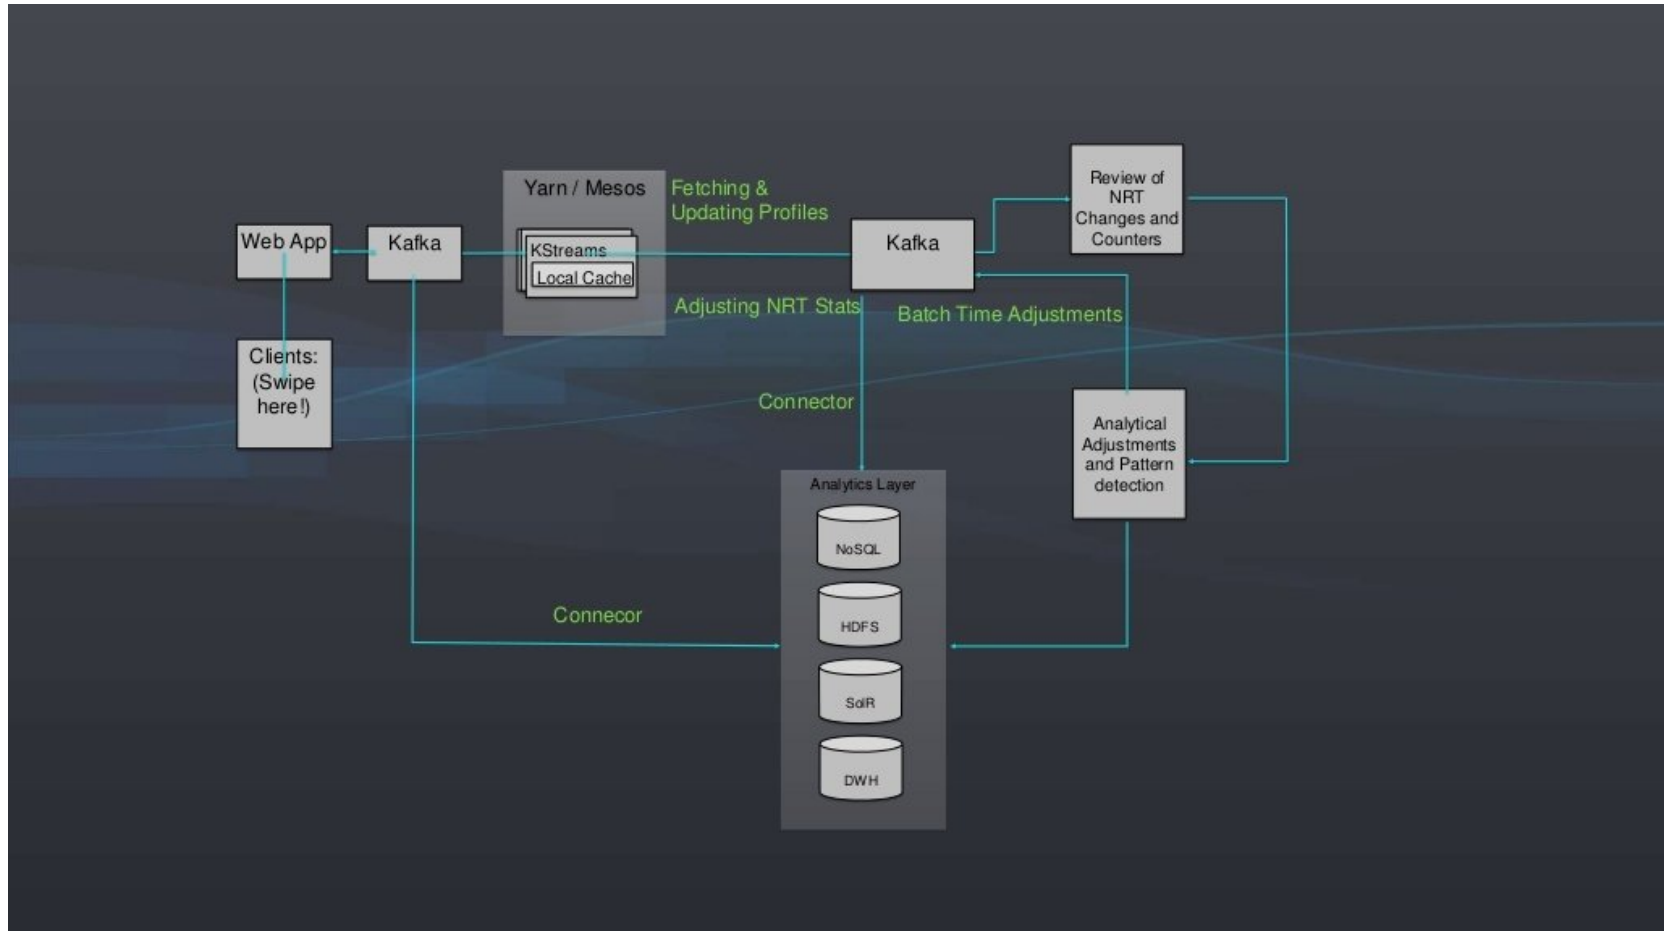 Yarn / Mesos
Fetching &
Updating Profiles
Web App
Kafka
KStreams
Local Cache
Kafka
Review of
NRT
Changes and
Counters
Adjusting NRT Stats
Batch Time Adjustments
Clients:
(Swipe
here!)
Connector
Analytical
Adjustments
and Pattern
detection
Analytics Layer
NoSQL
HDFS
Connecor
SolR
DWH